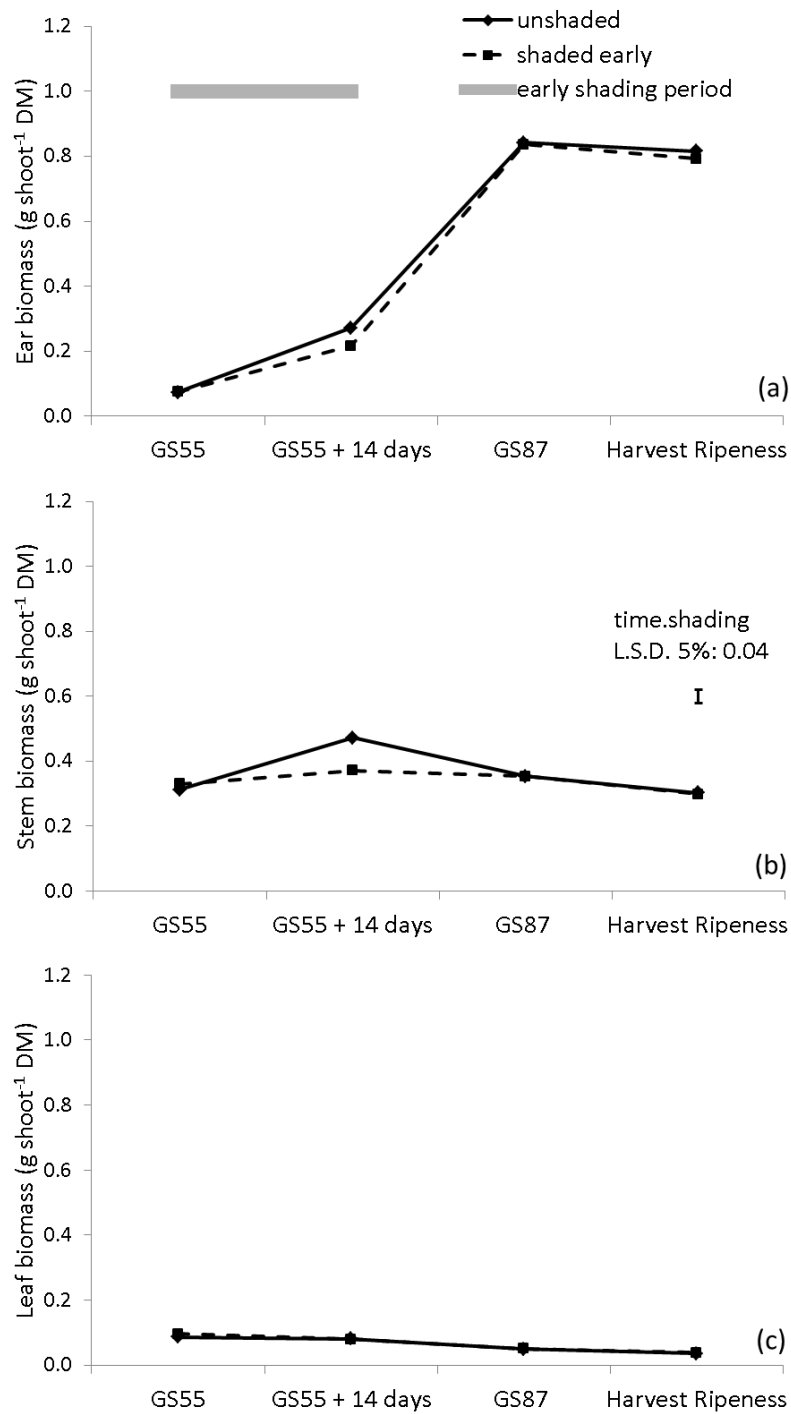 unshaded
shaded early
early shading period
Ear biomass (g shoot⁻¹ DM)
1.2
1.0
0.8
0.6
0.4
0.2
0.0
(a)
GS55
GS55 + 14 days
GS87
Harvest Ripeness
Stem biomass (g shoot⁻¹ DM)
1.2
1.0
0.8
0.6
0.4
0.2
0.0
time.shading
L.S.D. 5%: 0.04
(b)
GS55
GS55 + 14 days
GS87
Harvest Ripeness
Leaf biomass (g shoot⁻¹ DM)
1.2
1.0
0.8
0.6
0.4
0.2
0.0
(c)
GS55
GS55 + 14 days
GS87
Harvest Ripeness